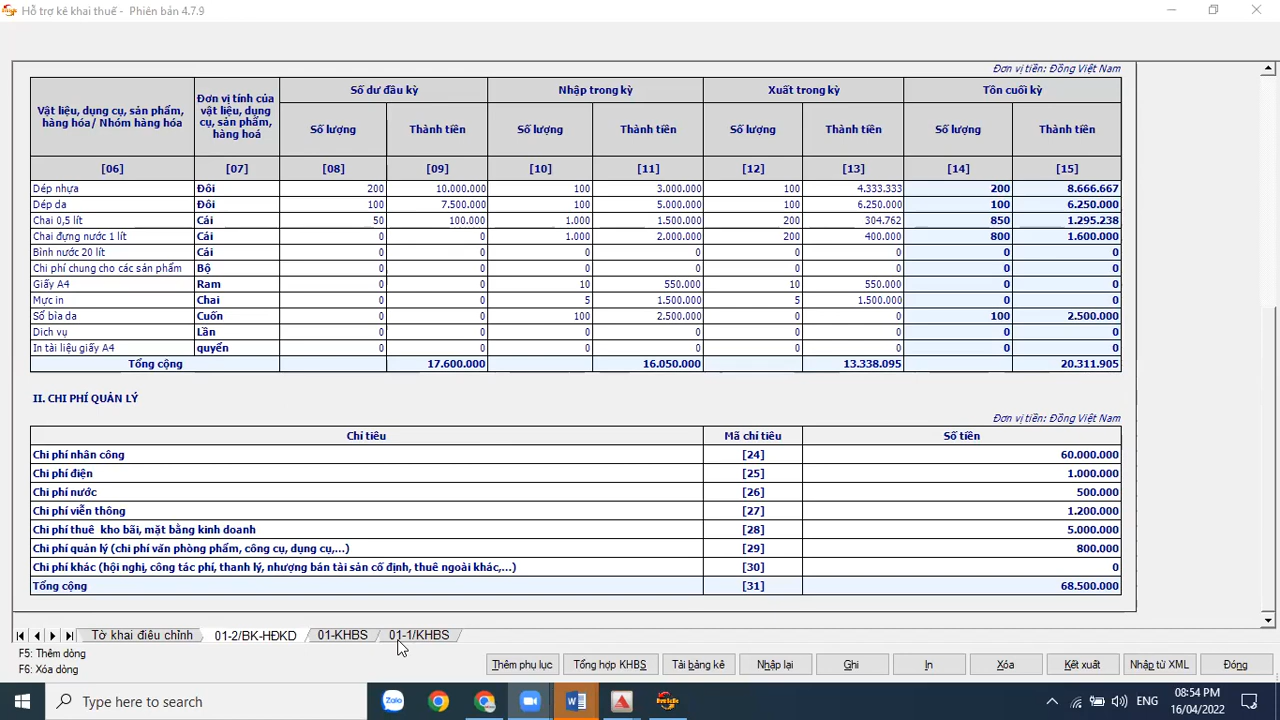 Hỗ trợ kê khai thuế - Phiên bản 4.7.9
Đơn vị tiền: Đồng Việt Nam
Vật liệu, dụng cụ, sản phẩm, hàng hóa/ Nhóm hàng hóa Đơn vị tính của vật liệu, dụng cụ, sản phẩm, hàng hoá Số dư đầu kỳ Nhập trong kỳ Xuất trong kỳ Tồn cuối kỳ
Số lượng Thành tiền Số lượng Thành tiền Số lượng Thành tiền Số lượng Thành tiền
[06] [07] [08] [09] [10] [11] [12] [13] [14] [15]
Dép nhựa Đôi 200 10.000.000 100 3.000.000 100 4.333.333 200 8.666.667
Dép da Đôi 100 7.500.000 100 5.000.000 100 6.250.000 100 6.250.000
Chai 0,5 lít Cái 50 100.000 1.000 1.500.000 200 304.762 850 1.295.238
Chai đựng nước 1 lít Cái 0 0 1.000 2.000.000 200 400.000 800 1.600.000
Bình nước 20 lít Cái 0 0 0 0 0 0 0 0
Chi phí chung cho các sản phẩm Bộ 0 0 0 0 0 0 0 0
Giấy A4 Ram 0 0 10 550.000 10 550.000 0 0
Mực in Chai 0 0 5 1.500.000 5 1.500.000 0 0
Sổ bìa da Cuốn 0 0 100 2.500.000 0 0 100 2.500.000
Dich vụ Lần 0 0 0 0 0 0 0 0
In tài liệu giấy A4 quyển 0 0 0 0 0 0 0 0
Tổng cộng 17.600.000 16.050.000 13.338.095 20.311.905
II. CHI PHÍ QUẢN LÝ
Đơn vị tiền: Đồng Việt Nam
Chỉ tiêu Mã chỉ tiêu Số tiền
Chi phí nhân công [24] 60.000.000
Chi phí điện [25] 1.000.000
Chi phí nước [26] 500.000
Chi phí viễn thông [27] 1.200.000
Chi phí thuê kho bãi, mặt bằng kinh doanh [28] 5.000.000
Chi phí quản lý (chi phí văn phòng phẩm, công cụ, dụng cụ,...) [29] 800.000
Chi phí khác (hội nghị, công tác phí, thanh lý, nhượng bán tài sản cố định, thuê ngoài khác,...) [30] 0
Tổng cộng [31] 68.500.000
Tờ khai điều chỉnh 01-2/BK-HĐKD 01-KHBS 01-1/KHBS
F5: Thêm dòng
F6: Xóa dòng
Thêm phụ lục Tổng hợp KHBS Tải bảng kê Nhập lại Ghi In Xóa Kết xuất Nhập từ XML Đóng
Type here to search Zalo ENG 08:54 PM
16/04/2022